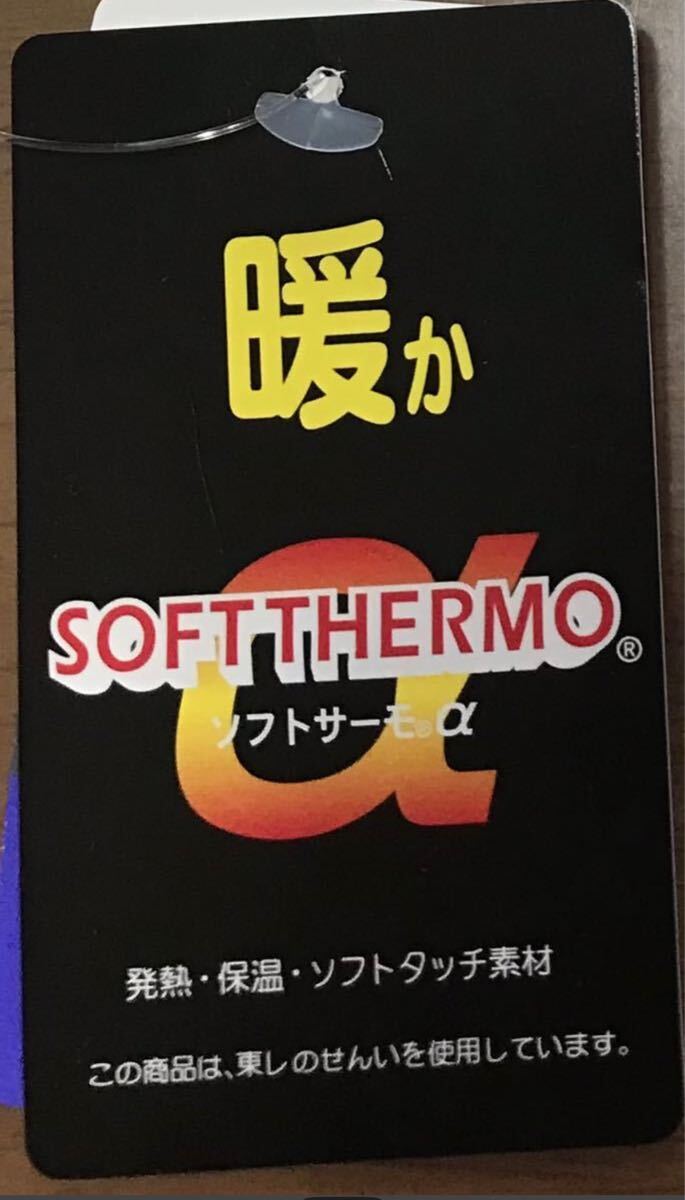 暖か
SOFT THERMO®
ソフトサーモ®α
発熱・保温・ソフトタッチ素材
この商品は、東レのせんいを使用しています。